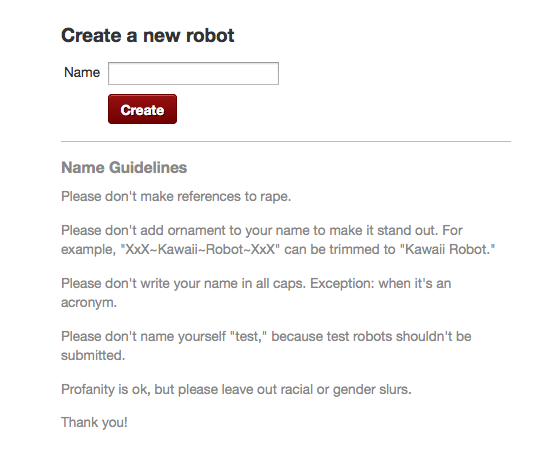 Create a new robot
Name
Create
Name Guidelines
Please don't make references to rape.
Please don't add ornament to your name to make it stand out. For
example, "XxX~Kawaii~Robot~XxX" can be trimmed to "Kawaii Robot."
Please don't write your name in all caps. Exception: when it's an
acronym.
Please don't name yourself "test," because test robots shouldn't be
submitted.
Profanity is ok, but please leave out racial or gender slurs.
Thank you!